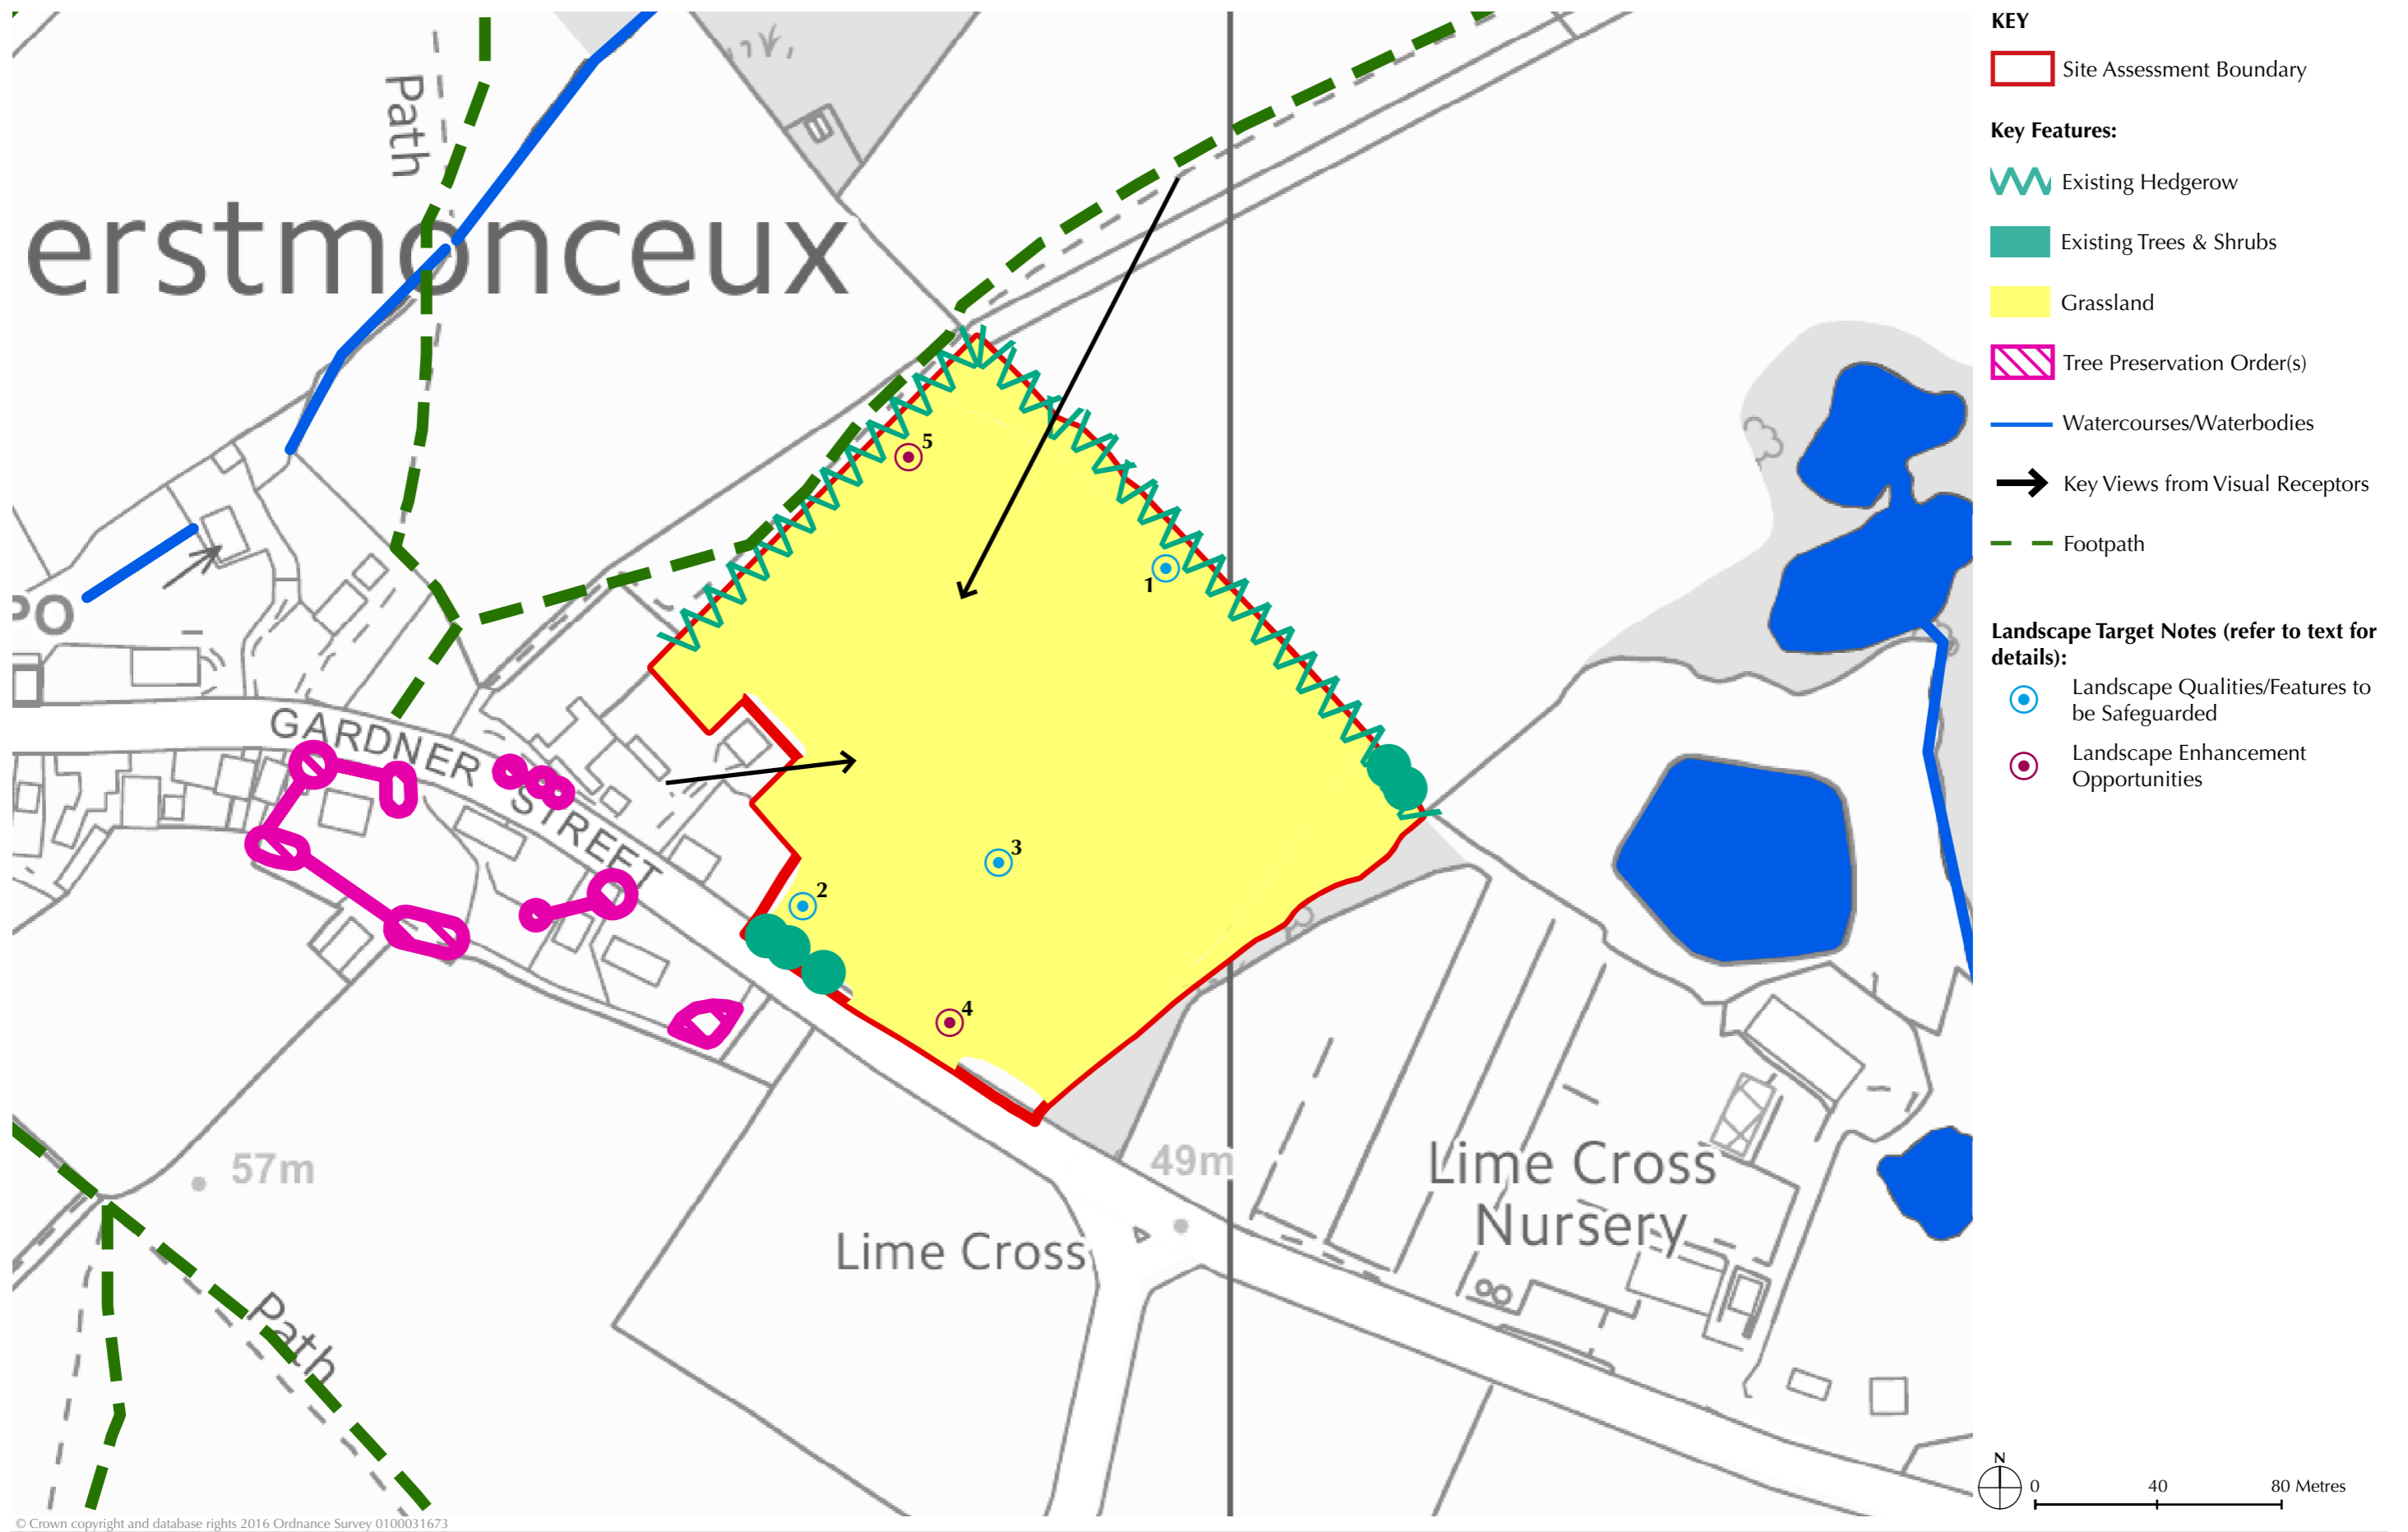 Path
erstmonceux
PO
GARDNER STREET
5
1
3
2
4
57m
49m
Lime Cross
Lime Cross
Nursery
Path
© Crown copyright and database rights 2016 Ordnance Survey 0100031673
KEY
Site Assessment Boundary
Key Features:
Existing Hedgerow
Existing Trees & Shrubs
Grassland
Tree Preservation Order(s)
Watercourses/Waterbodies
Key Views from Visual Receptors
Footpath
Landscape Target Notes (refer to text for
details):
Landscape Qualities/Features to
be Safeguarded
Landscape Enhancement
Opportunities
N
0 40 80 Metres